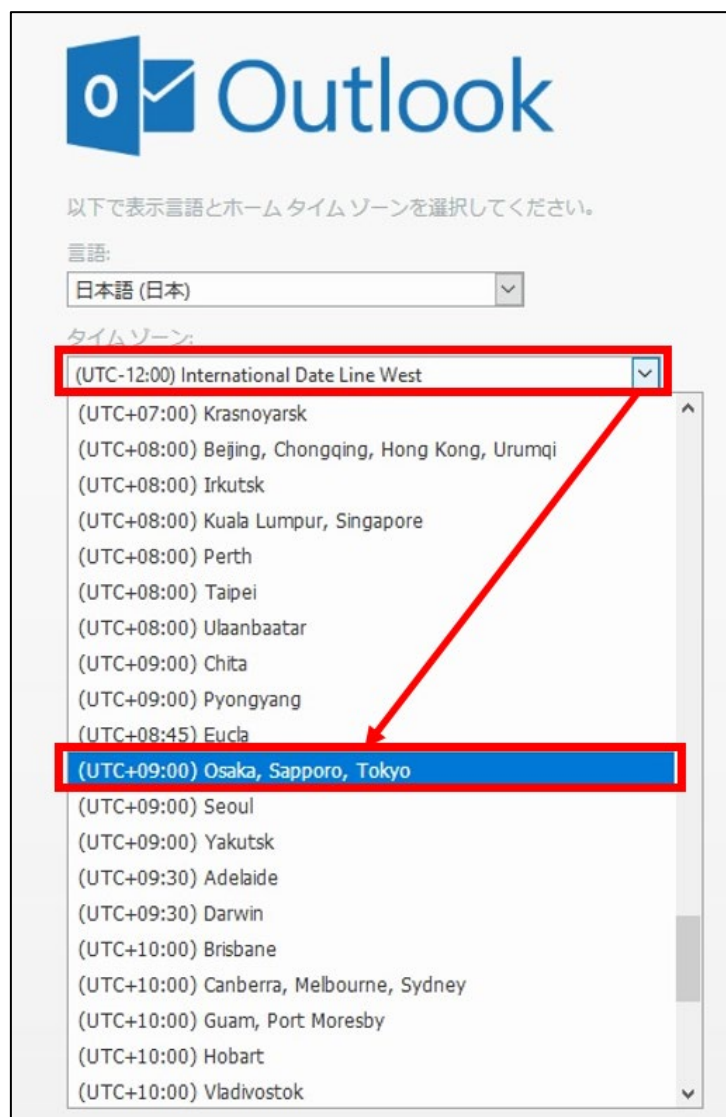 Outlook
以下で表示言語とホーム タイム ゾーンを選択してください。
言語:
日本語 (日本)
タイム ゾーン:
(UTC-12:00) International Date Line West
(UTC+07:00) Krasnoyarsk
(UTC+08:00) Beijing, Chongqing, Hong Kong, Urumqi
(UTC+08:00) Irkutsk
(UTC+08:00) Kuala Lumpur, Singapore
(UTC+08:00) Perth
(UTC+08:00) Taipei
(UTC+08:00) Ulaanbaatar
(UTC+09:00) Chita
(UTC+09:00) Pyongyang
(UTC+08:45) Eucla
(UTC+09:00) Osaka, Sapporo, Tokyo
(UTC+09:00) Seoul
(UTC+09:00) Yakutsk
(UTC+09:30) Adelaide
(UTC+09:30) Darwin
(UTC+10:00) Brisbane
(UTC+10:00) Canberra, Melbourne, Sydney
(UTC+10:00) Guam, Port Moresby
(UTC+10:00) Hobart
(UTC+10:00) Vladivostok